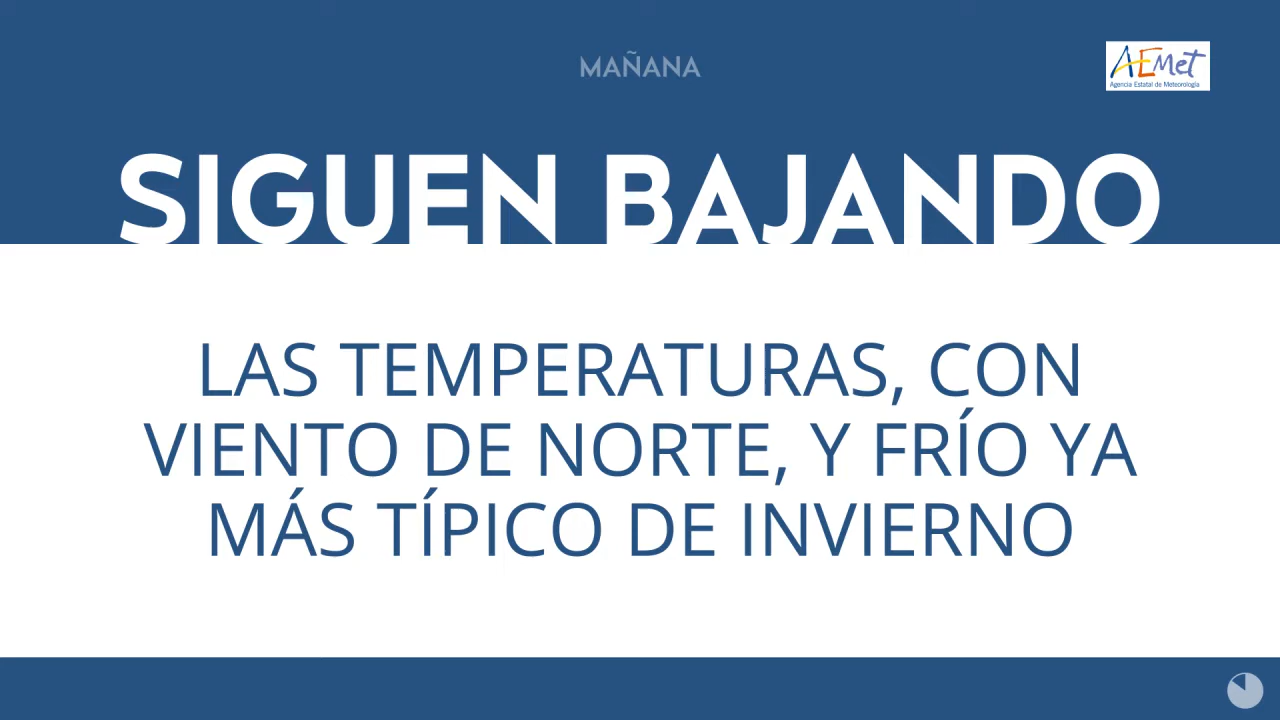 MAÑANA
AEMet
Agencia Estatal de Meteorología
SIGUEN BAJANDO
LAS TEMPERATURAS, CON
VIENTO DE NORTE, Y FRÍO YA
MÁS TÍPICO DE INVIERNO